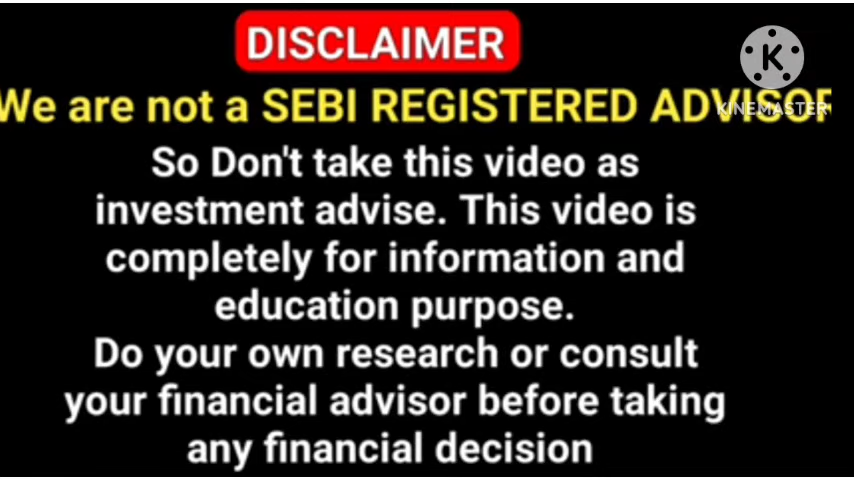 DISCLAIMER
We are not a SEBI REGISTERED ADVISOR
KINEMASTER
So Don't take this video as
investment advise. This video is
completely for information and
education purpose.
Do your own research or consult
your financial advisor before taking
any financial decision